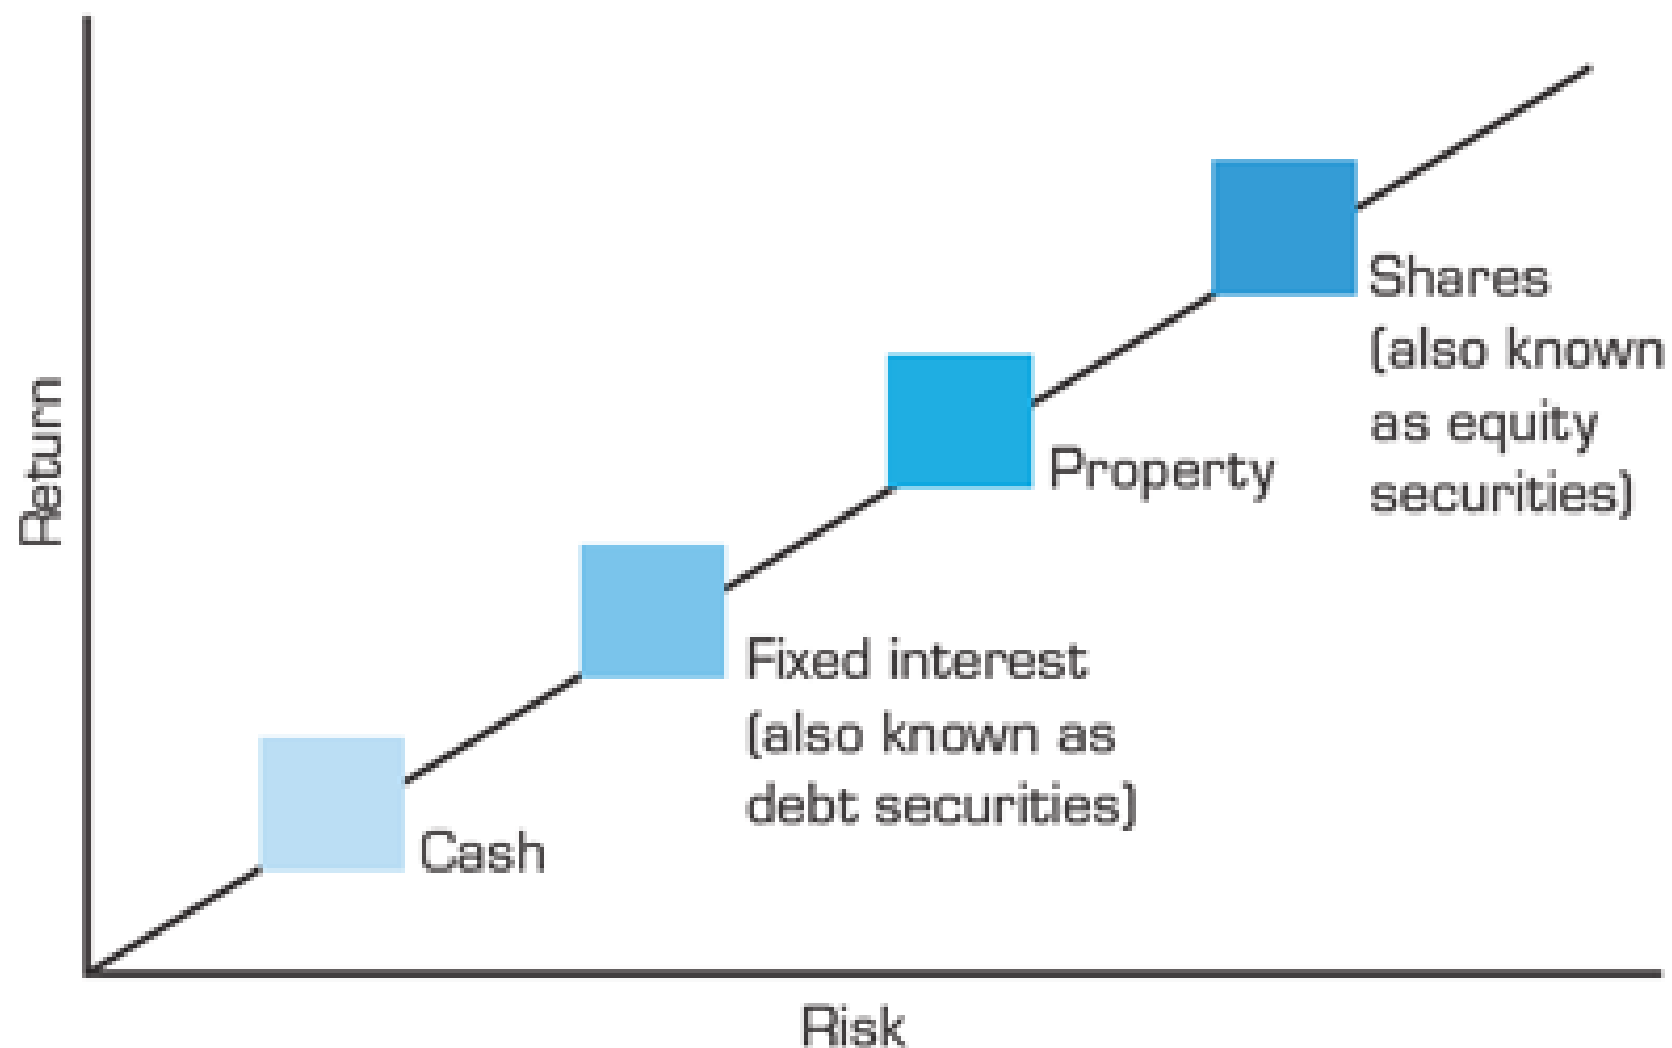 Return
Shares
(also known
as equity
securities)
Property
Fixed interest
(also known as
debt securities)
Cash
Risk